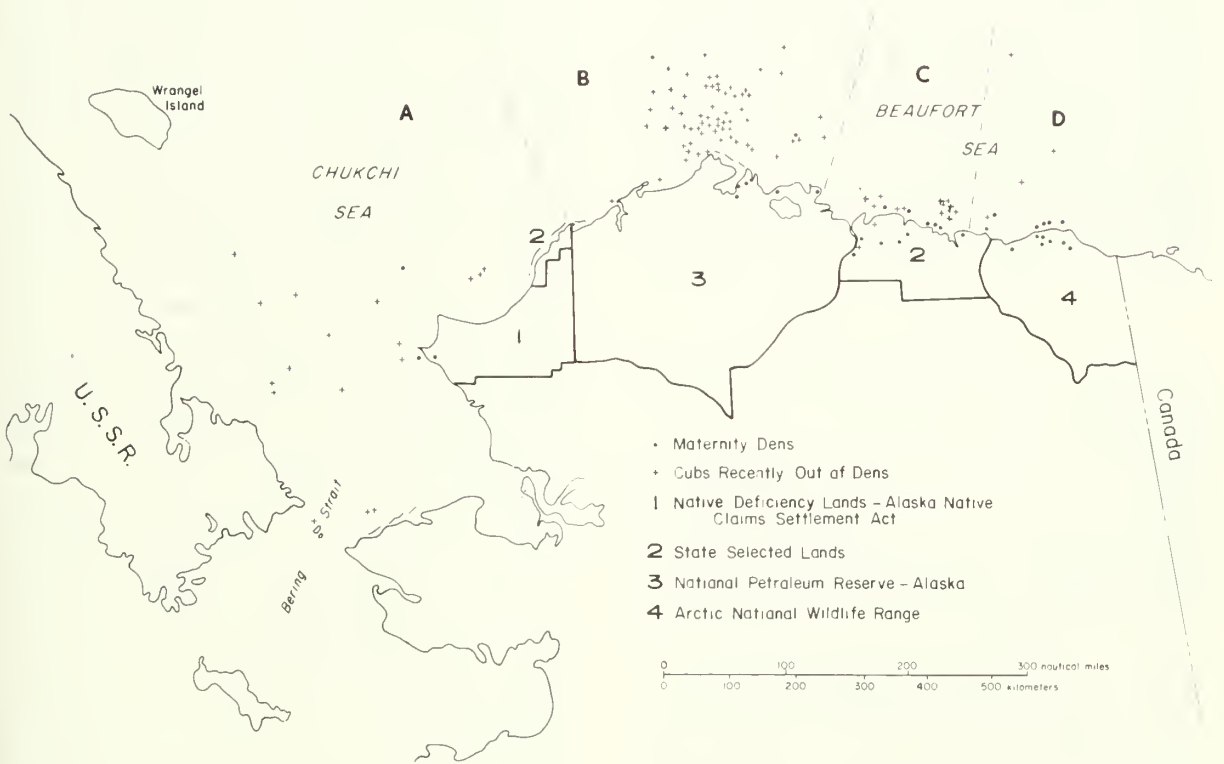 Wrangel
Island
A
B
C
BEAUFORT
SEA
D
CHUKCHI
SEA
2
3
2
4
1
U.S.S.R.
Strait
Bering
Canada
• Maternity Dens
+ Cubs Recently Out of Dens
1 Native Deficiency Lands – Alaska Native
Claims Settlement Act
2 State Selected Lands
3 National Petroleum Reserve – Alaska
4 Arctic National Wildlife Range
0 100 200 300 nautical miles
0 100 200 300 400 500 kilometers